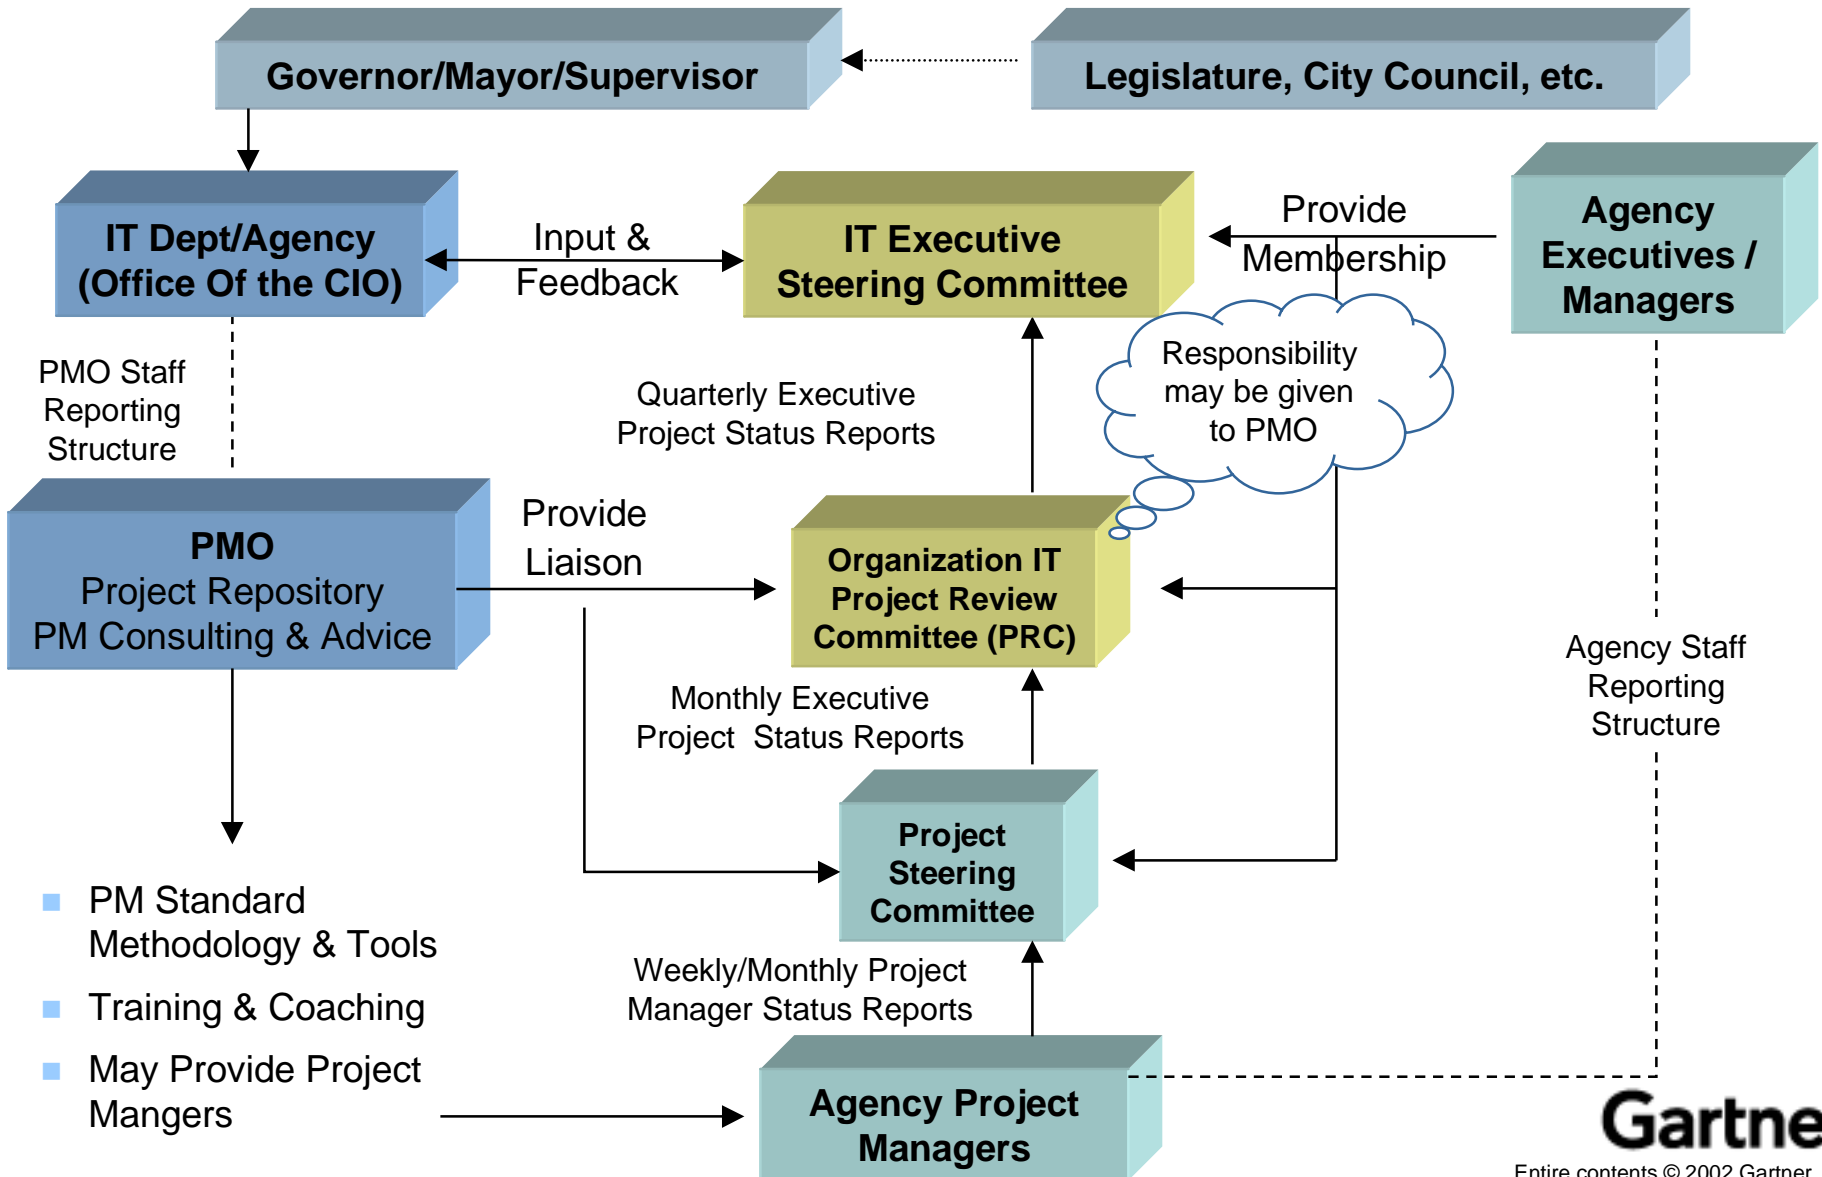 Governor/Mayor/Supervisor
Legislature, City Council, etc.
IT Dept/Agency
(Office Of the CIO)
Input &
Feedback
IT Executive
Steering Committee
Provide
Membership
Agency
Executives /
Managers
PMO Staff
Reporting
Structure
Quarterly Executive
Project Status Reports
Responsibility
may be given
to PMO
PMO
Project Repository
PM Consulting & Advice
Provide
Liaison
Organization IT
Project Review
Committee (PRC)
Agency Staff
Reporting
Structure
Monthly Executive
Project  Status Reports
Project
Steering
Committee
PM Standard
Methodology & Tools
Training & Coaching
May Provide Project
Mangers
Weekly/Monthly Project
Manager Status Reports
Agency Project
Managers
Gartne
Entire contents © 2002 Gartner